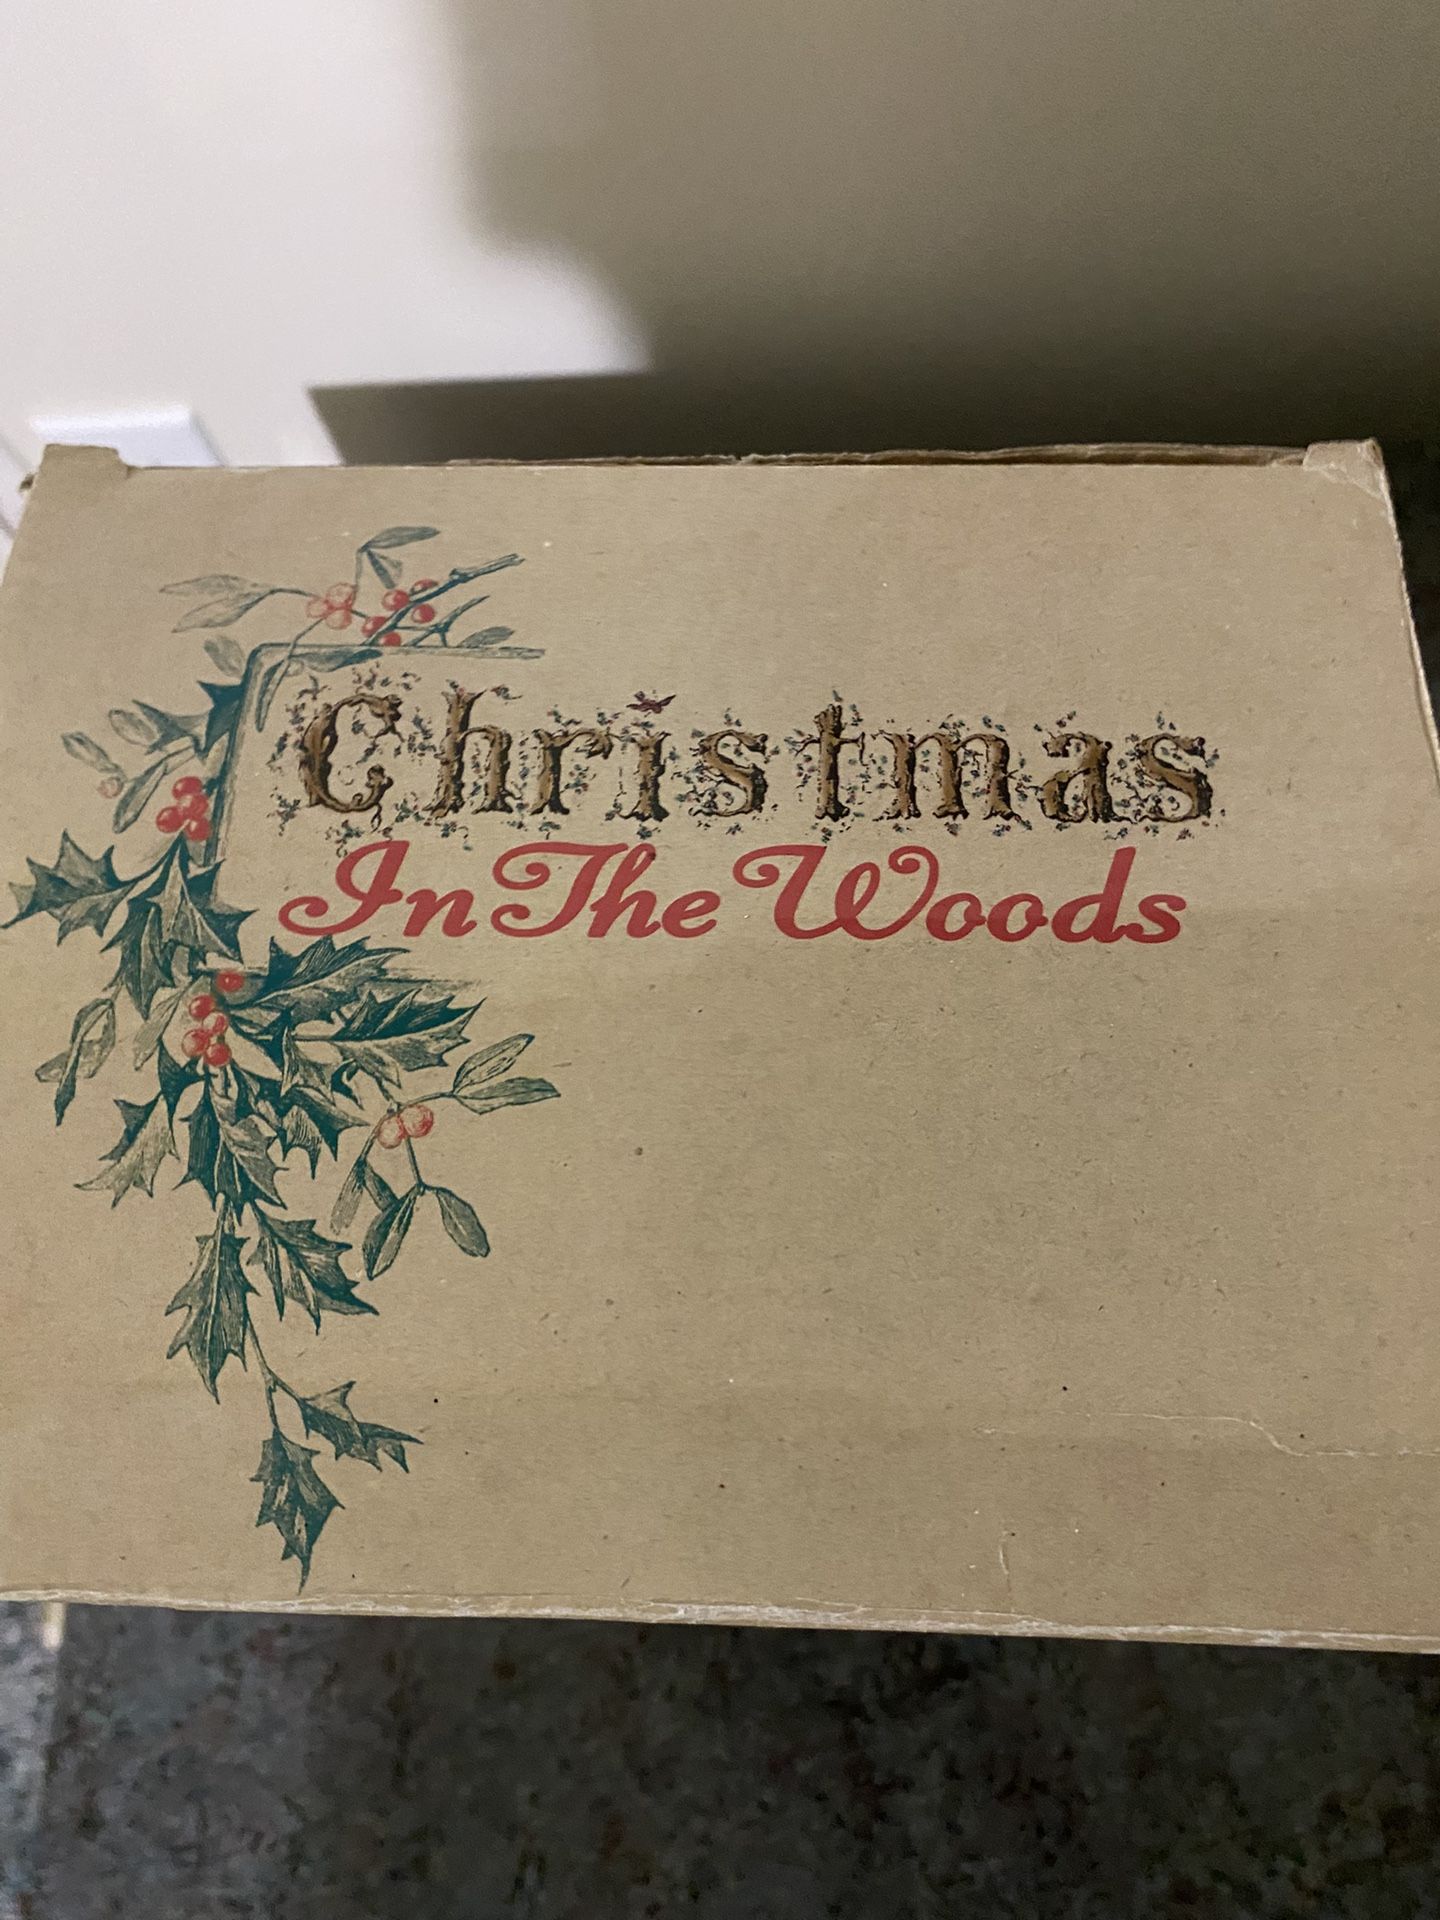 Christmas
In The Woods